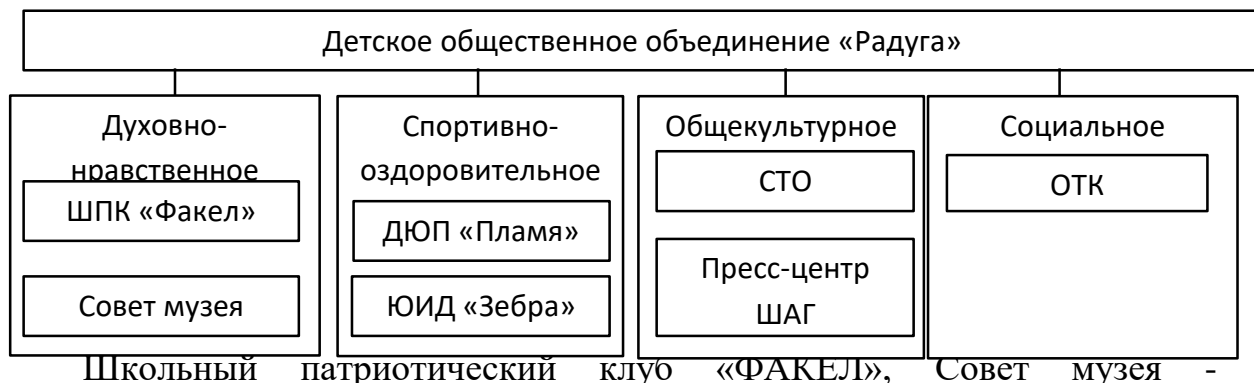 Детское общественное объединение «Радуга»
Духовно-
нравственное
ШПК «Факел»
Совет музея
Спортивно-
оздоровительное
ДЮП «Пламя»
ЮИД «Зебра»
Общекультурное
СТО
Пресс-центр
ШАГ
Социальное
ОТК
Школьный патриотический клуб «ФАКЕЛ», Совет музея -